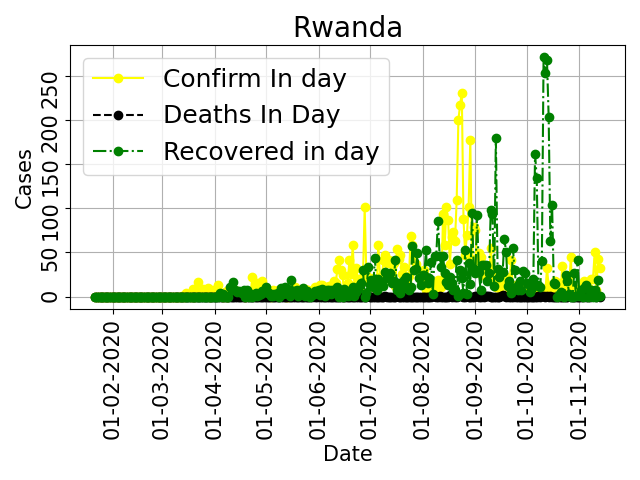 Rwanda
Confirm In day
Deaths In Day
Recovered in day
Cases
250
200
150
100
50
0
01-02-2020
01-03-2020
01-04-2020
01-05-2020
01-06-2020
01-07-2020
01-08-2020
01-09-2020
01-10-2020
01-11-2020
Date